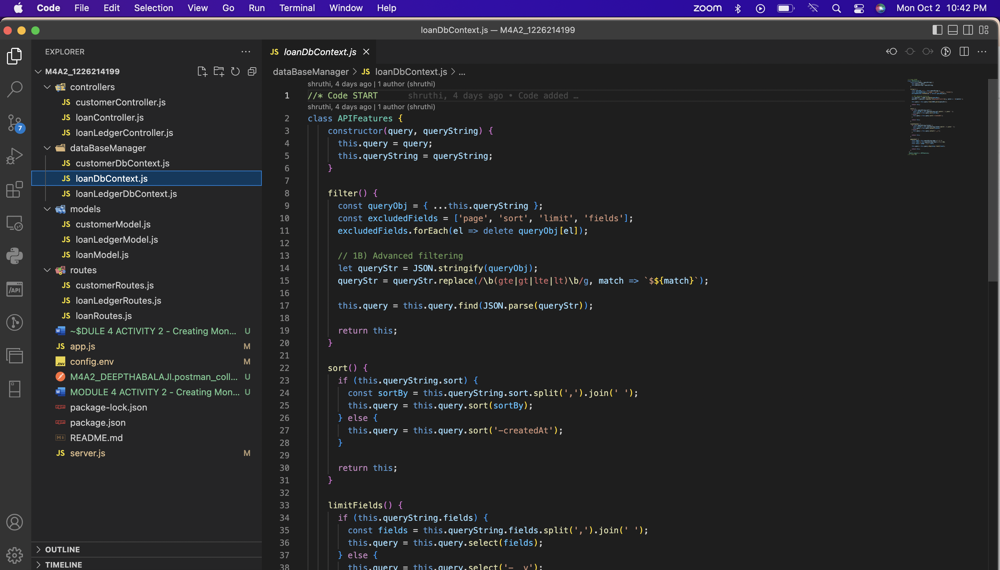 Code File Edit Selection View Go Run Terminal Window Help zoom Mon Oct 2 10:42 PM
loanDbContext.js — M4A2_1226214199
EXPLORER
M4A2_1226214199
controllers
JS customerController.js
JS loanController.js
JS loanLedgerController.js
7
dataBaseManager
JS customerDbContext.js
JS loanDbContext.js
JS loanLedgerDbContext.js
models
JS customerModel.js
JS loanLedgerModel.js
JS loanModel.js
routes
JS customerRoutes.js
/API
JS loanLedgerRoutes.js
JS loanRoutes.js
W ~$DULE 4 ACTIVITY 2 - Creating Mon... U
JS app.js M
.ENV config.env M
M4A2_DEEPTHABALAJI.postman_coll... U
W MODULE 4 ACTIVITY 2 - Creating Mon... U
package-lock.json
package.json
README.md
JS server.js M
OUTLINE
TIMELINE
JS loanDbContext.js
dataBaseManager > JS loanDbContext.js > ...
shruthi, 4 days ago | 1 author (shruthi)
1 //* Code START shruthi, 4 days ago • Code added …
shruthi, 4 days ago | 1 author (shruthi)
2 class APIFeatures {
3 constructor(query, queryString) {
4 this.query = query;
5 this.queryString = queryString;
6 }
7
8 filter() {
9 const queryObj = { ...this.queryString };
10 const excludedFields = ['page', 'sort', 'limit', 'fields'];
11 excludedFields.forEach(el => delete queryObj[el]);
12
13 // 1B) Advanced filtering
14 let queryStr = JSON.stringify(queryObj);
15 queryStr = queryStr.replace(/\b(gte|gt|lte|lt)\b/g, match => `$${match}`);
16
17 this.query = this.query.find(JSON.parse(queryStr));
18
19 return this;
20 }
21
22 sort() {
23 if (this.queryString.sort) {
24 const sortBy = this.queryString.sort.split(',').join(' ');
25 this.query = this.query.sort(sortBy);
26 } else {
27 this.query = this.query.sort('-createdAt');
28 }
29
30 return this;
31 }
32
33 limitFields() {
34 if (this.queryString.fields) {
35 const fields = this.queryString.fields.split(',').join(' ');
36 this.query = this.query.select(fields);
37 } else {
38 this.query = this.query.select('-__v');